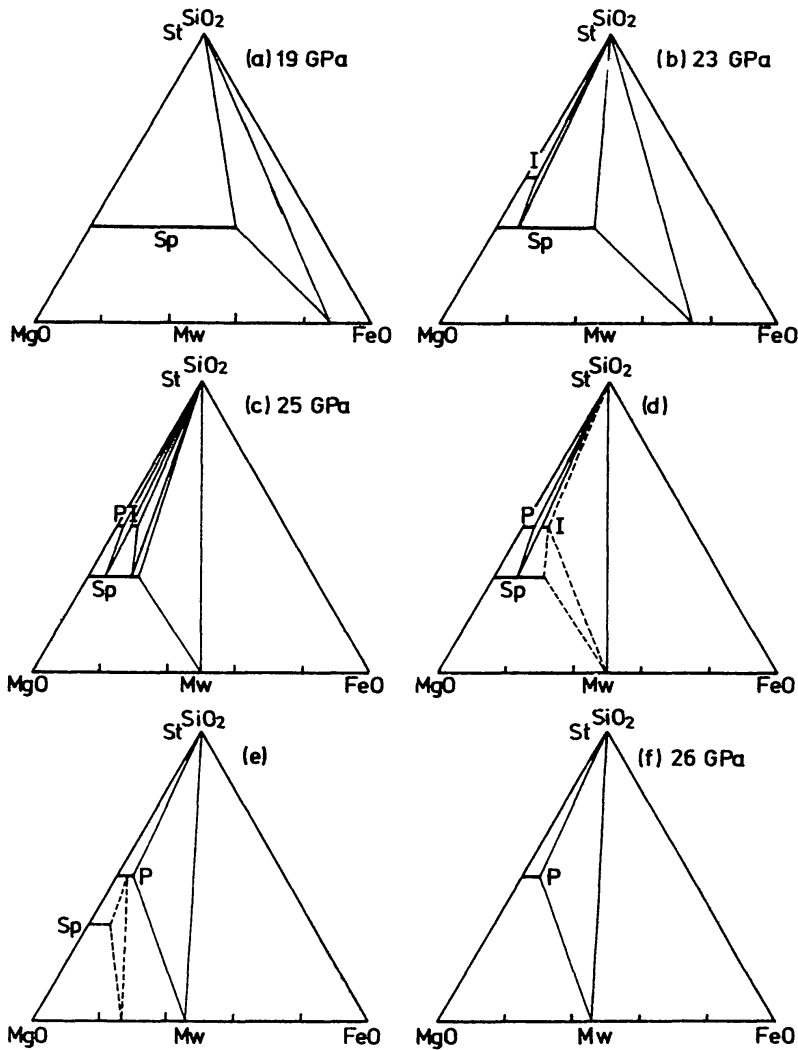 SiO₂
St
(a) 19 GPa
Sp
MgO
Mw
FeO
SiO₂
St
(b) 23 GPa
I
Sp
MgO
Mw
FeO
SiO₂
St
(c) 25 GPa
P I
Sp
MgO
Mw
FeO
SiO₂
St
(d)
P
I
Sp
MgO
Mw
FeO
SiO₂
St
(e)
P
Sp
MgO
Mw
FeO
SiO₂
St
(f) 26 GPa
P
MgO
Mw
FeO